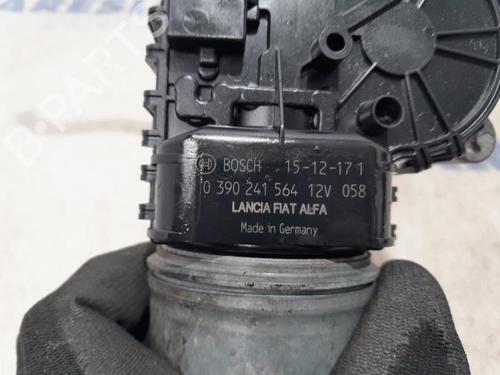 BOSCH 15-12-17 1
0 390 241 564 12V 058
LANCIA FIAT ALFA
Made in Germany
B-PARTS